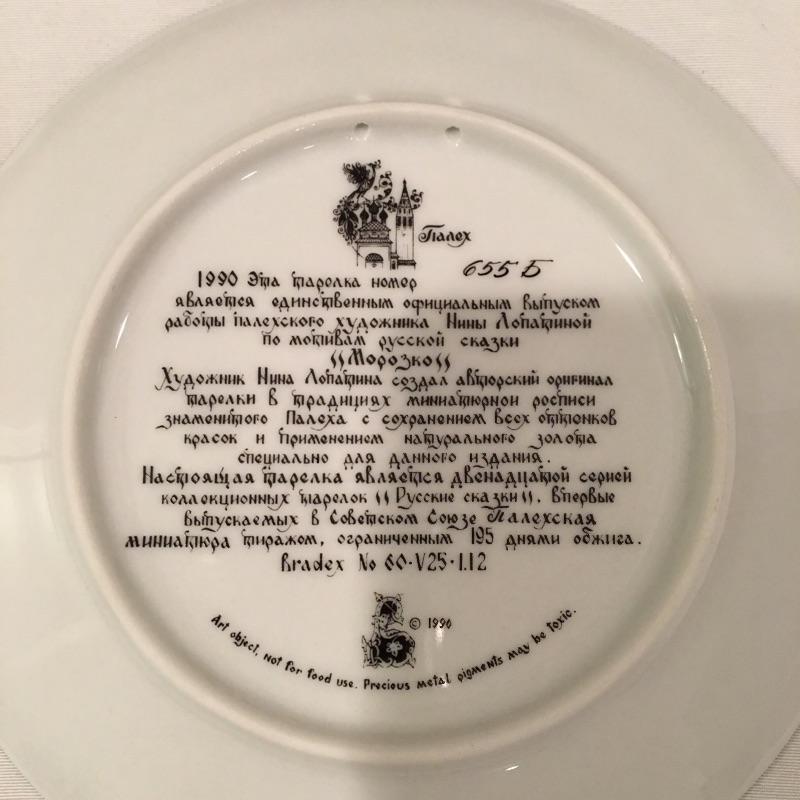 Палех
655 Б
1990 Эта тарелка номер
является единственным официальным выпуском
работы палехского художника Нины Лопатиной
по мотивам русской сказки
"Морозко"
Художник Нина Лопатина создал авторский оригинал
тарелки в традициях миниатюрной росписи
знаменитого Палеха с сохранением всех оттенков
красок и применением натурального золота
специально для данного издания.
Настоящая тарелка является двенадцатой серией
коллекционных тарелок "Русские сказки". Впервые
выпускаемых в Советском Союзе Палехская
миниатюра тиражом, ограниченным 195 днями обжига.
Bradex No 60-V25-1.12
© 1990
Art object, Not for food use. Precious metal pigments may be toxic.